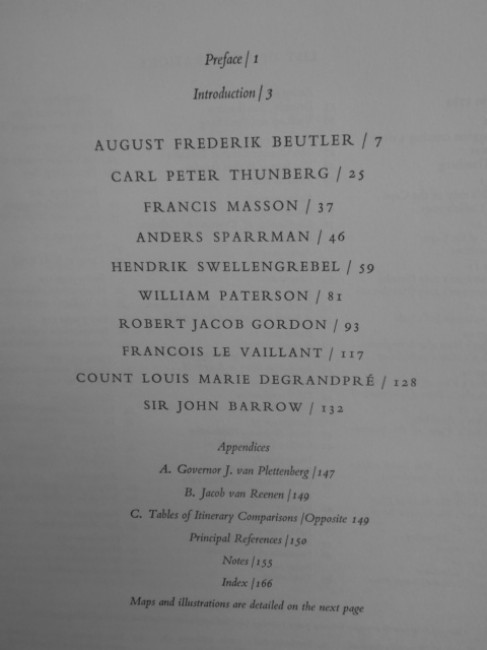 Preface / 1
Introduction / 3
AUGUST FREDERIK BEUTLER / 7
CARL PETER THUNBERG / 25
FRANCIS MASSON / 37
ANDERS SPARRMAN / 46
HENDRIK SWELLENGREBEL / 59
WILLIAM PATERSON / 81
ROBERT JACOB GORDON / 93
FRANCOIS LE VAILLANT / 117
COUNT LOUIS MARIE DEGRANDPRÉ / 128
SIR JOHN BARROW / 132
Appendices
A. Governor J. van Plettenberg /147
B. Jacob van Reenen /149
C. Tables of Itinerary Comparisons /Opposite 149
Principal References /150
Notes /155
Index /166
Maps and illustrations are detailed on the next page